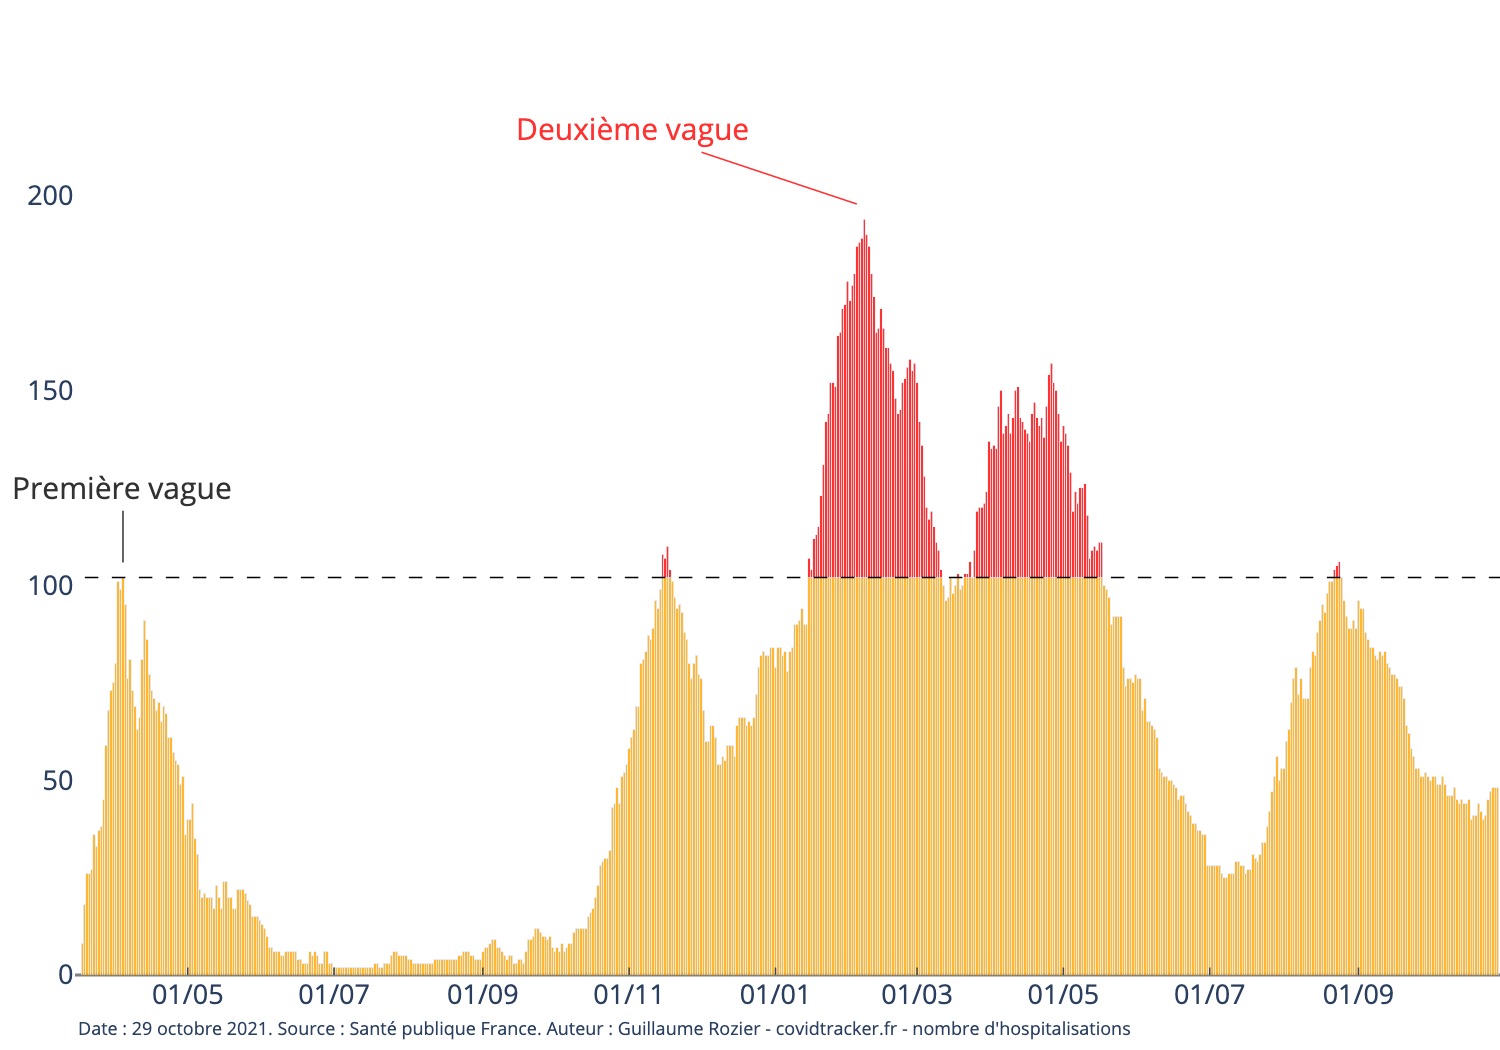 Deuxième vague
200
150
Première vague
100
50
0
01/05 01/07 01/09 01/11 01/01 01/03 01/05 01/07 01/09
Date : 29 octobre 2021. Source : Santé publique France. Auteur : Guillaume Rozier - covidtracker.fr - nombre d'hospitalisations